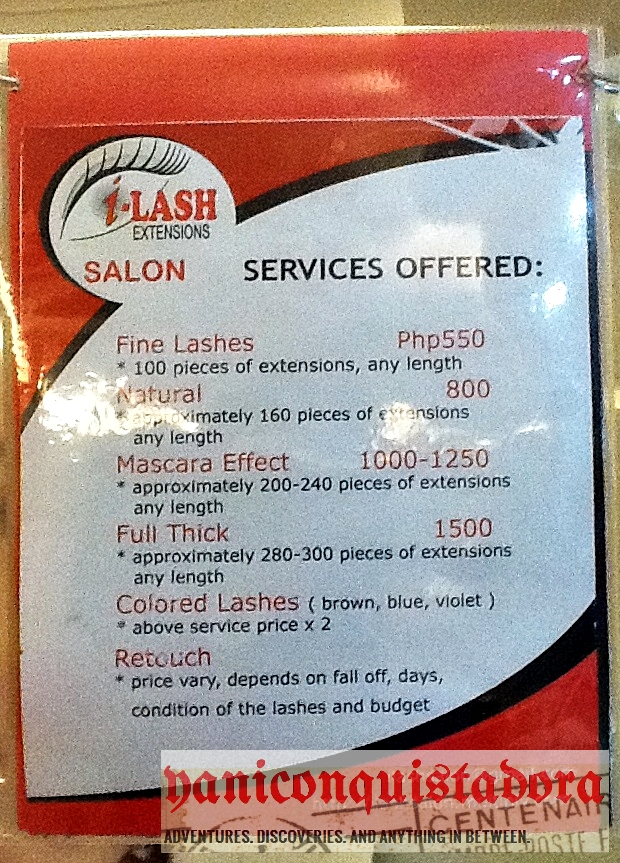 i-LASH
EXTENSIONS
SALON
SERVICES OFFERED:
Fine Lashes Php550
* 100 pieces of extensions, any length
Natural 800
* approximately 160 pieces of extensions
any length
Mascara Effect 1000-1250
* approximately 200-240 pieces of extensions
any length
Full Thick 1500
* approximately 280-300 pieces of extensions
any length
Colored Lashes ( brown, blue, violet )
* above service price x 2
Retouch
* price vary, depends on fall off, days,
condition of the lashes and budget
yaniconquistadora
CENTENAIR
ADVENTURES. DISCOVERIES. AND ANYTHING IN BETWEEN.